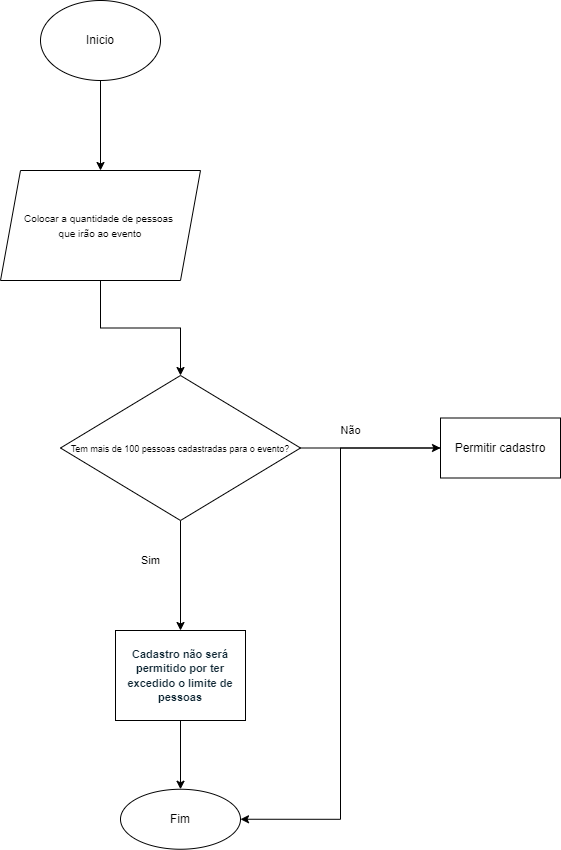 Inicio
Colocar a quantidade de pessoas
que irão ao evento
Tem mais de 100 pessoas cadastradas para o evento?
Não
Permitir cadastro
Sim
Cadastro não será
permitido por ter
excedido o limite de
pessoas
Fim